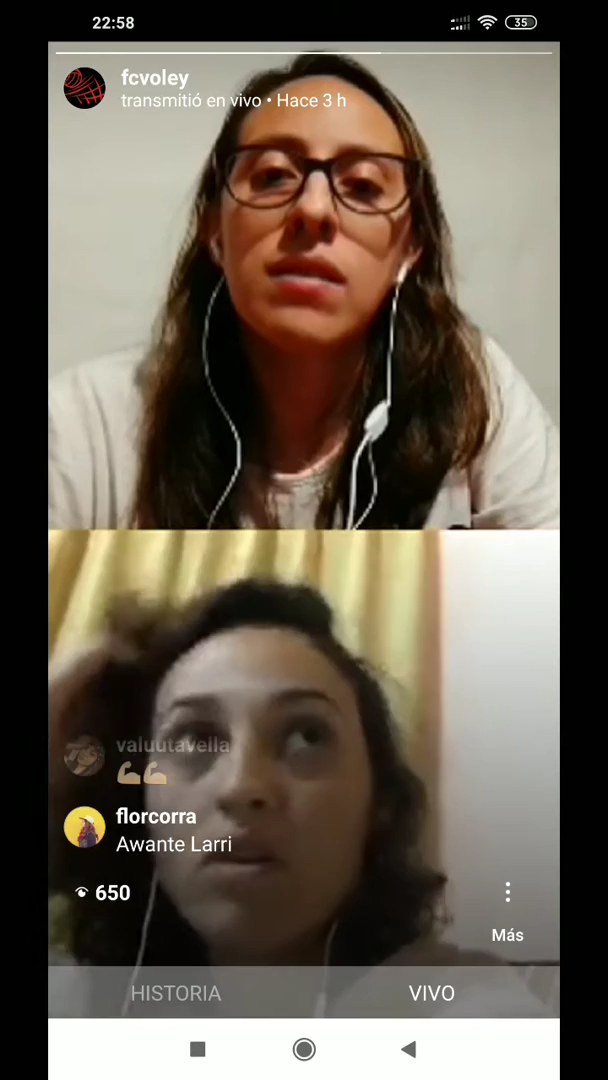 22:58
35
fcvoley
transmitió en vivo • Hace 3 h
valuutavella
florcorra
Awante Larri
650
Más
HISTORIA
VIVO